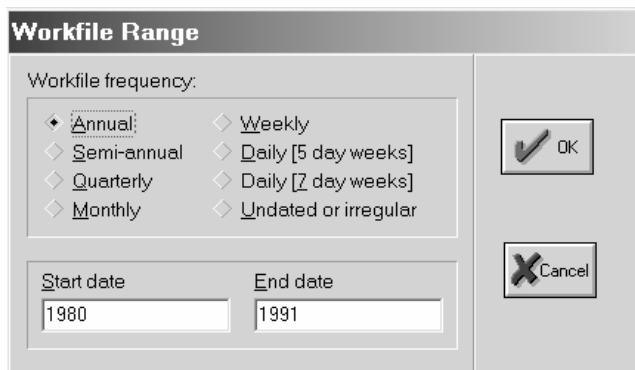 Workfile Range
Workfile frequency:
Annual
Semi-annual
Quarterly
Monthly
Weekly
Daily [5 day weeks]
Daily [7 day weeks]
Undated or irregular
Start date
1980
End date
1991
OK
Cancel